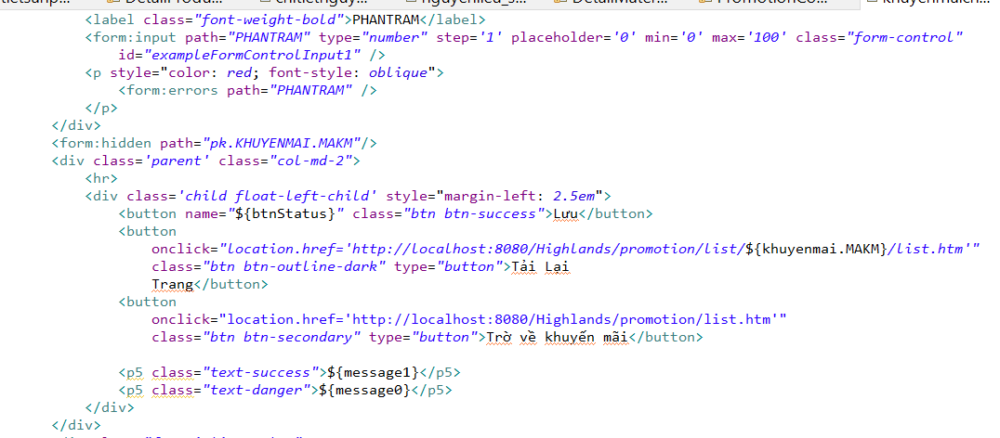 chitietnguy...
<label class="font-weight-bold">PHANTRAM</label>
<form:input path="PHANTRAM" type="number" step='1' placeholder='0' min='0' max='100' class="form-control"
id="exampleFormControlInput1" />
<p style="color: red; font-style: oblique">
<form:errors path="PHANTRAM" />
</p>
</div>
<form:hidden path="pk.KHUYENMAI.MAKM"/>
<div class='parent' class="col-md-2">
<hr>
<div class='child float-left-child' style="margin-left: 2.5em">
<button name="${btnStatus}" class="btn btn-success">Lưu</button>
<button
onclick="location.href='http://localhost:8080/Highlands/promotion/list/${khuyenmai.MAKM}/list.htm'"
class="btn btn-outline-dark" type="button">Tải Lại
Trang</button>
<button
onclick="location.href='http://localhost:8080/Highlands/promotion/list.htm'"
class="btn btn-secondary" type="button">Trờ về khuyến mãi</button>
<p5 class="text-success">${message1}</p5>
<p5 class="text-danger">${message0}</p5>
</div>
</div>